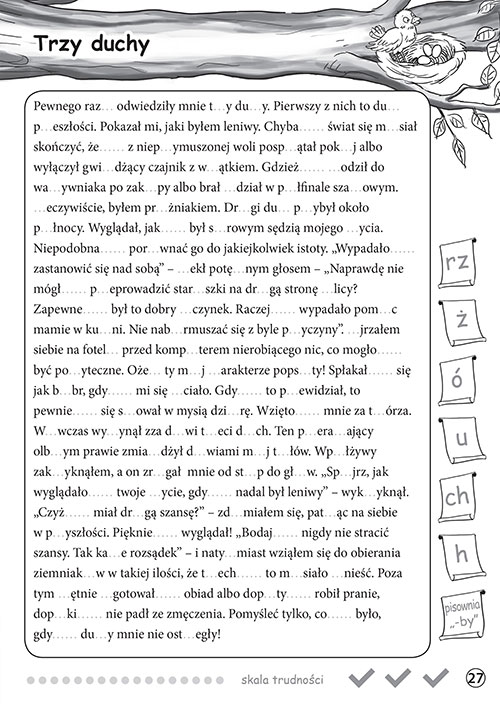 Trzy duchy
Pewnego raz… odwiedziły mnie t…y du…y. Pierwszy z nich to du…
p…eszłości. Pokazał mi, jaki byłem leniwy. Chyba…… świat się m…siał
skończyć, że…… z niep…ymuszonej woli posp…ątał pok…j albo
wyłączył gwi…dżący czajnik z w…ątkiem. Gdzież…… …odził do
wa…ywniaka po zak…py albo brał …dział w p…łfinale sza…owym.
…eczywiście, byłem pr…żniakiem. Dr…gi du… p…ybył około
p…łnocy. Wyglądał, jak…… był s…rowym sędzią mojego …ycia.
Niepodobna…… por…wnać go do jakiejkolwiek istoty. „Wypadało……
zastanowić się nad sobą” – …ekł potę…nym głosem – „Naprawdę nie
mógł…… p…eprowadzić star…szki na dr…gą stronę …licy?
Zapewne…… był to dobry …czynek. Raczej…… wypadało pom…c
mamie w ku…ni. Nie nab…rmuszać się z byle p…yczyny”. …jrzałem
siebie na fotel… przed komp…terem nierobiącego nic, co mogło……
być po…yteczne. Oże… ty m…j …arakterze pops…ty! Spłakał…… się
jak b…br, gdy…… mi się …ciało. Gdy…… to p…ewidział, to
pewnie…… się s…ował w mysią dzi…rę. Wzięto…… mnie za t…órza.
W…wczas wy…ynął zza d…wi t…eci d…ch. Ten p…era…ający
olb…ym prawie zmia…dżył d…wiami m…j t…łów. Wp…łżywy
zak…yknąłem, a on zr…gał mnie od st…p do gł…w. „Sp…jrz, jak
wyglądało…… twoje …ycie, gdy…… nadal był leniwy” – wyk…yknął.
„Czyż…… miał dr…gą szansę?” – zd…miałem się, pat…ąc na siebie
w p…yszłości. Pięknie…… wyglądał! „Bodaj…… nigdy nie stracić
szansy. Tak ka…e rozsądek” – i naty…miast wziąłem się do obierania
ziemniak…w w takiej ilości, że t…ech…… to m…siało …nieść. Poza
tym …ętnie …gotował…… obiad albo dop…ty…… robił pranie,
dop…ki…… nie padł ze zmęczenia. Pomyśleć tylko, co…… było,
gdy…… du…y mnie nie ost…egły!
rz
ż
ó
u
ch
h
pisownia
„-by”
skala trudności
27